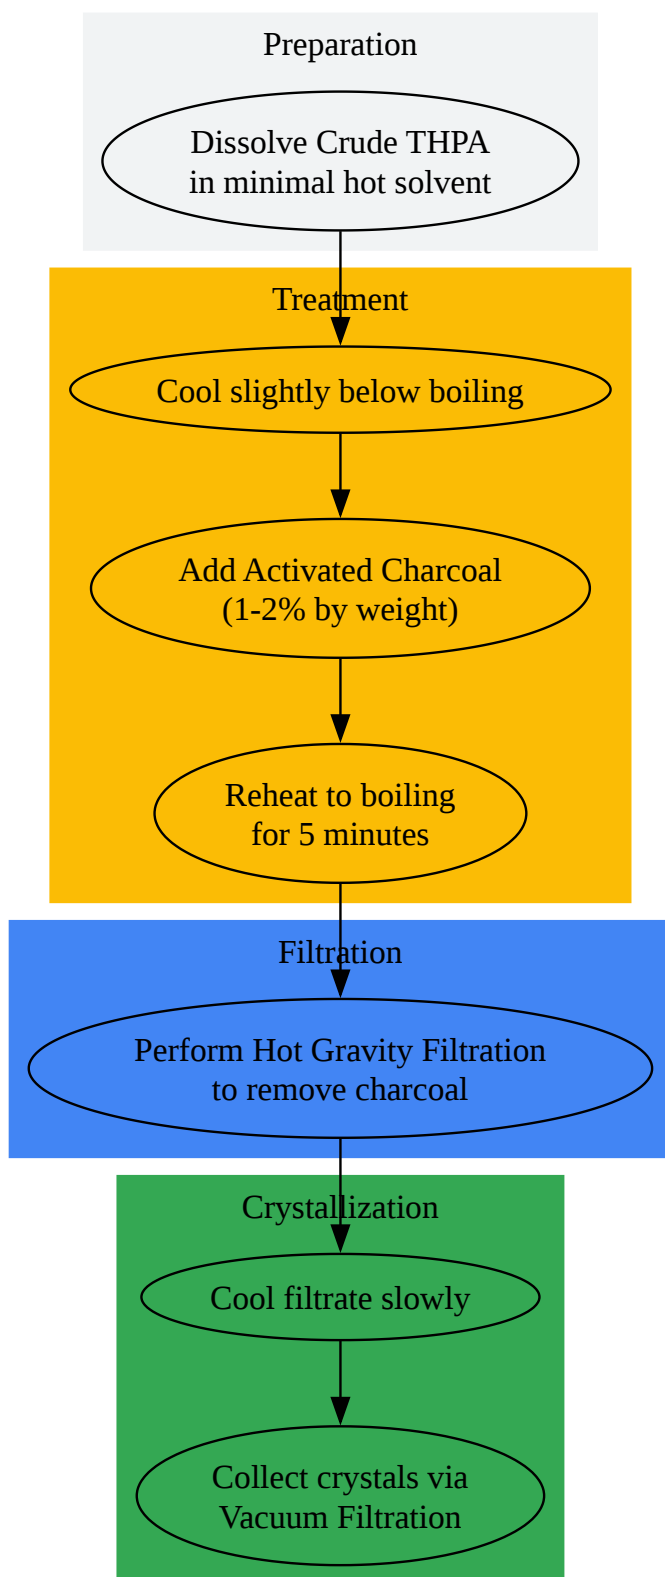 Preparation
Dissolve Crude THPA
in minimal hot solvent
Treatment
Cool slightly below boiling
Add Activated Charcoal
(1-2% by weight)
Reheat to boiling
for 5 minutes
Filtration
Perform Hot Gravity Filtration
to remove charcoal
Crystallization
Cool filtrate slowly
Collect crystals via
Vacuum Filtration